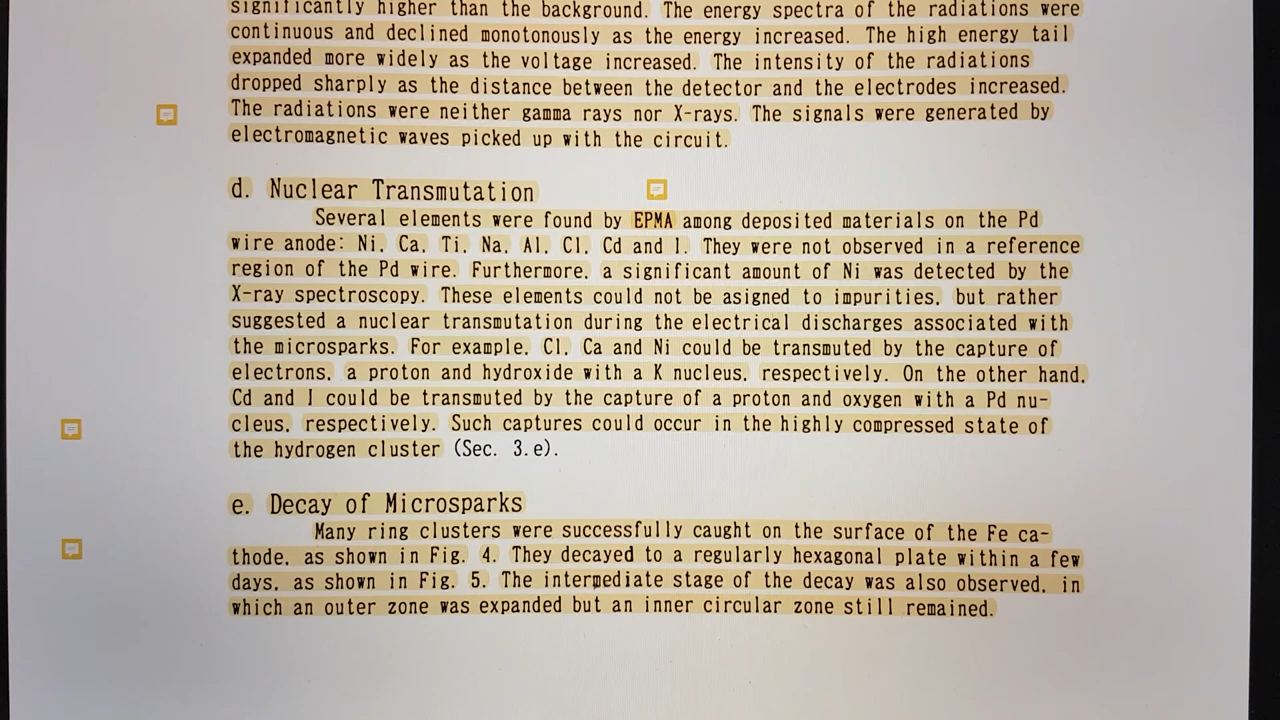 significantly higher than the background. The energy spectra of the radiations were
continuous and declined monotonously as the energy increased. The high energy tail
expanded more widely as the voltage increased. The intensity of the radiations
dropped sharply as the distance between the detector and the electrodes increased.
The radiations were neither gamma rays nor X-rays. The signals were generated by
electromagnetic waves picked up with the circuit.
d. Nuclear Transmutation
Several elements were found by EPMA among deposited materials on the Pd
wire anode: Ni, Ca, Ti, Na, Al, Cl, Cd and I. They were not observed in a reference
region of the Pd wire. Furthermore, a significant amount of Ni was detected by the
X-ray spectroscopy. These elements could not be asigned to impurities, but rather
suggested a nuclear transmutation during the electrical discharges associated with
the microsparks. For example, Cl, Ca and Ni could be transmuted by the capture of
electrons, a proton and hydroxide with a K nucleus, respectively. On the other hand,
Cd and I could be transmuted by the capture of a proton and oxygen with a Pd nu-
cleus, respectively. Such captures could occur in the highly compressed state of
the hydrogen cluster (Sec. 3.e).
e. Decay of Microsparks
Many ring clusters were successfully caught on the surface of the Fe ca-
thode, as shown in Fig. 4. They decayed to a regularly hexagonal plate within a few
days, as shown in Fig. 5. The intermediate stage of the decay was also observed, in
which an outer zone was expanded but an inner circular zone still remained.